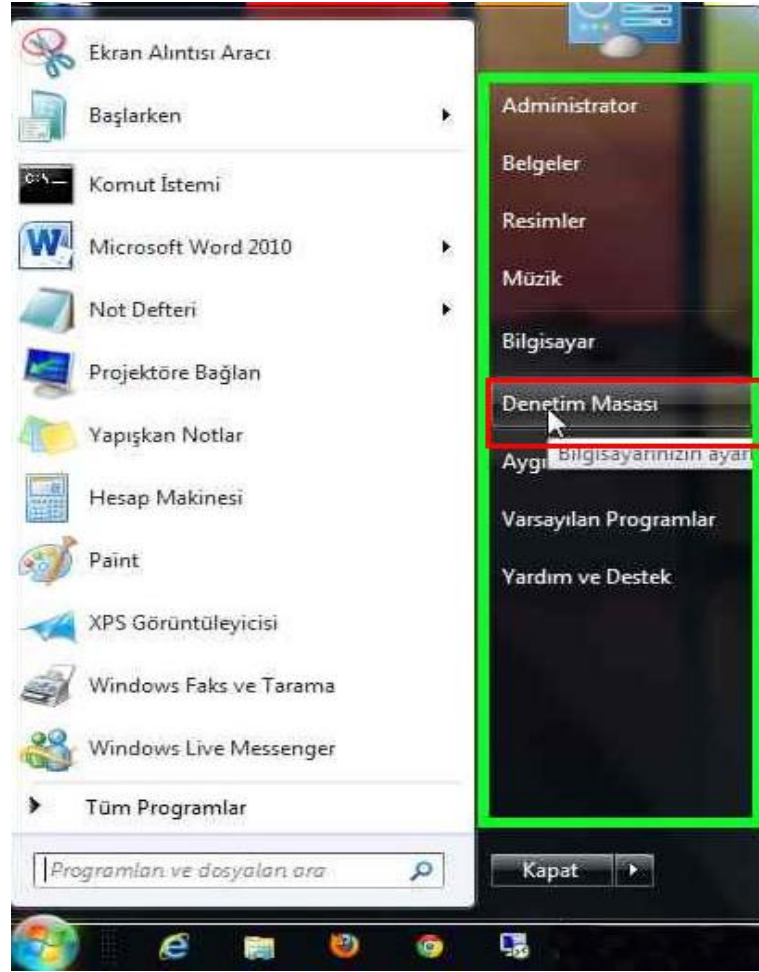 Ekran Alıntısı Aracı
Başlarken
C:\
Komut İstemi
Microsoft Word 2010
Not Defteri
Projektöre Bağlan
Yapışkan Notlar
Hesap Makinesi
Paint
XPS Görüntüleyicisi
Windows Faks ve Tarama
Windows Live Messenger
Tüm Programlar
Programları ve dosyaları ara
Administrator
Belgeler
Resimler
Müzik
Bilgisayar
Denetim Masası
Bilgisayarınızın
Varsayılan Programlar
Yardım ve Destek
Kapat